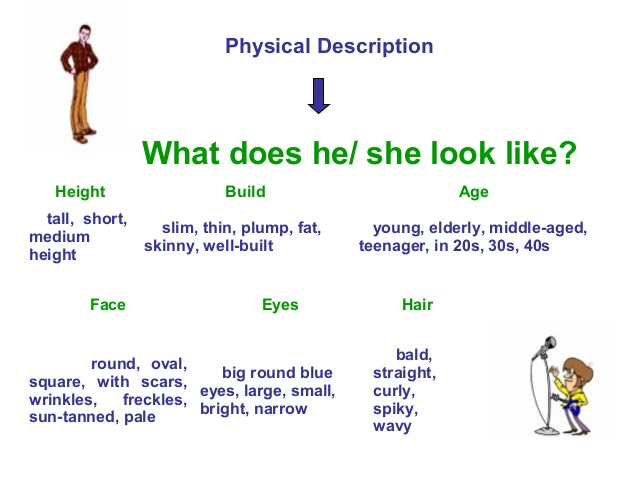 Physical Description
What does he/ she look like?
Height
tall, short,
medium
height
Build
slim, thin, plump, fat,
skinny, well-built
Age
young, elderly, middle-aged,
teenager, in 20s, 30s, 40s
Face
round, oval,
square, with scars,
wrinkles, freckles,
sun-tanned, pale
Eyes
big round blue
eyes, large, small,
bright, narrow
Hair
bald,
straight,
curly,
spiky,
wavy